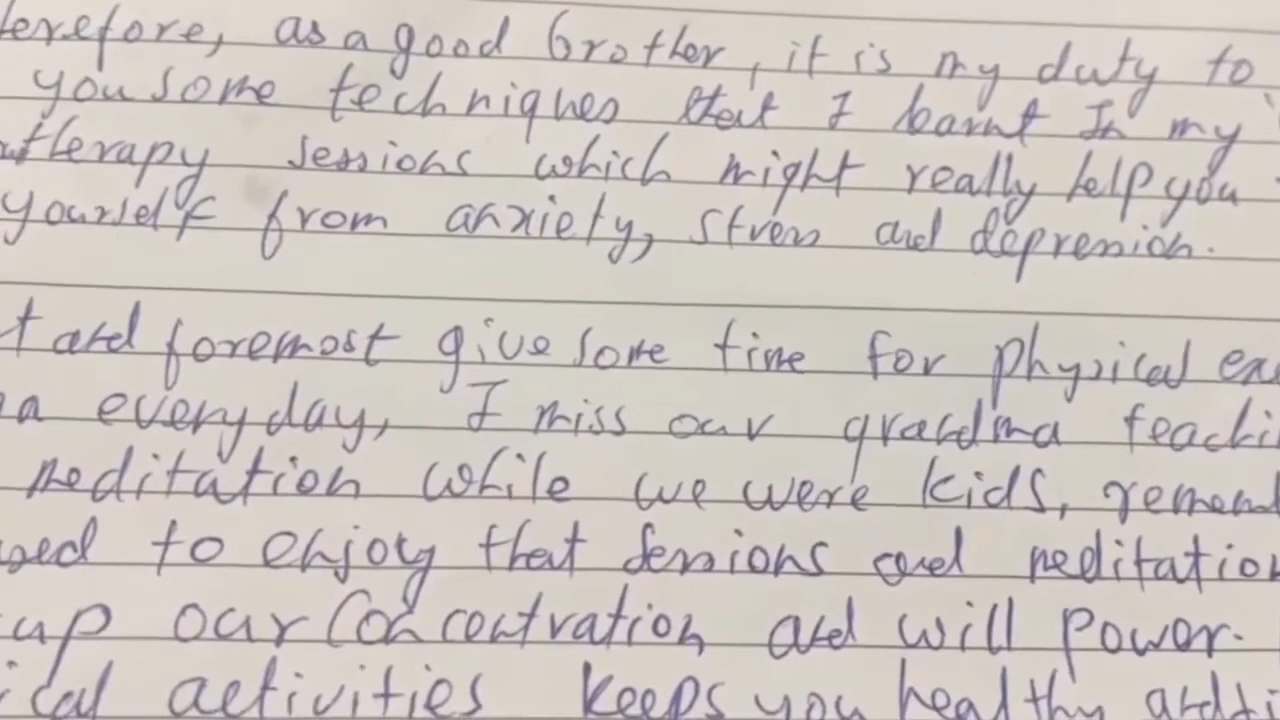 erefore, as a good brother, it is my duty to
you some techniques that I learnt In my
therapy sessions which might really help you
yourself from anxiety, stress and depression.
t and foremost give some time for physical ex
a everyday, I miss our grandma teachi
meditation while we were kids, rememb
sed to enjoy that sessions and meditation
up our Concentration and will power.
ical activities keeps you healthy and